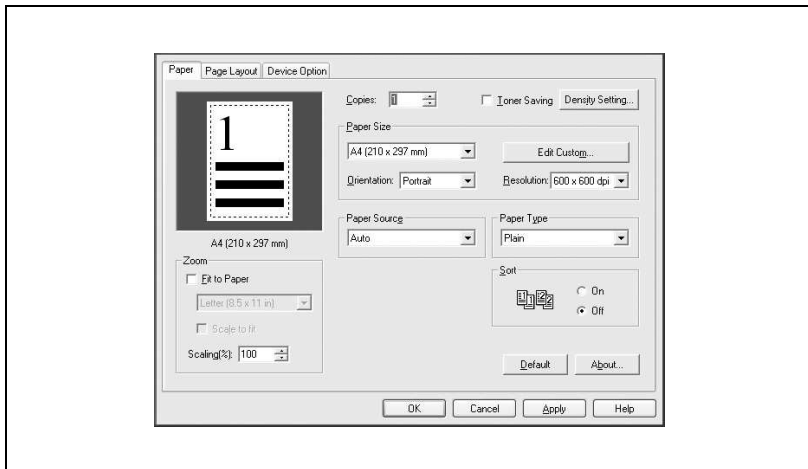 Paper Page Layout Device Option
1
A4 (210 x 297 mm)
Copies: 1
Toner Saving Density Setting...
Paper Size
A4 (210 x 297 mm) Edit Custom...
Orientation: Portrait Resolution: 600 x 600 dpi
Paper Source
Auto
Paper Type
Plain
Zoom
Fit to Paper
Letter (8.5 x 11 in)
Scale to fit
Scaling(%): 100
Sort
On
Off
Default About...
OK Cancel Apply Help